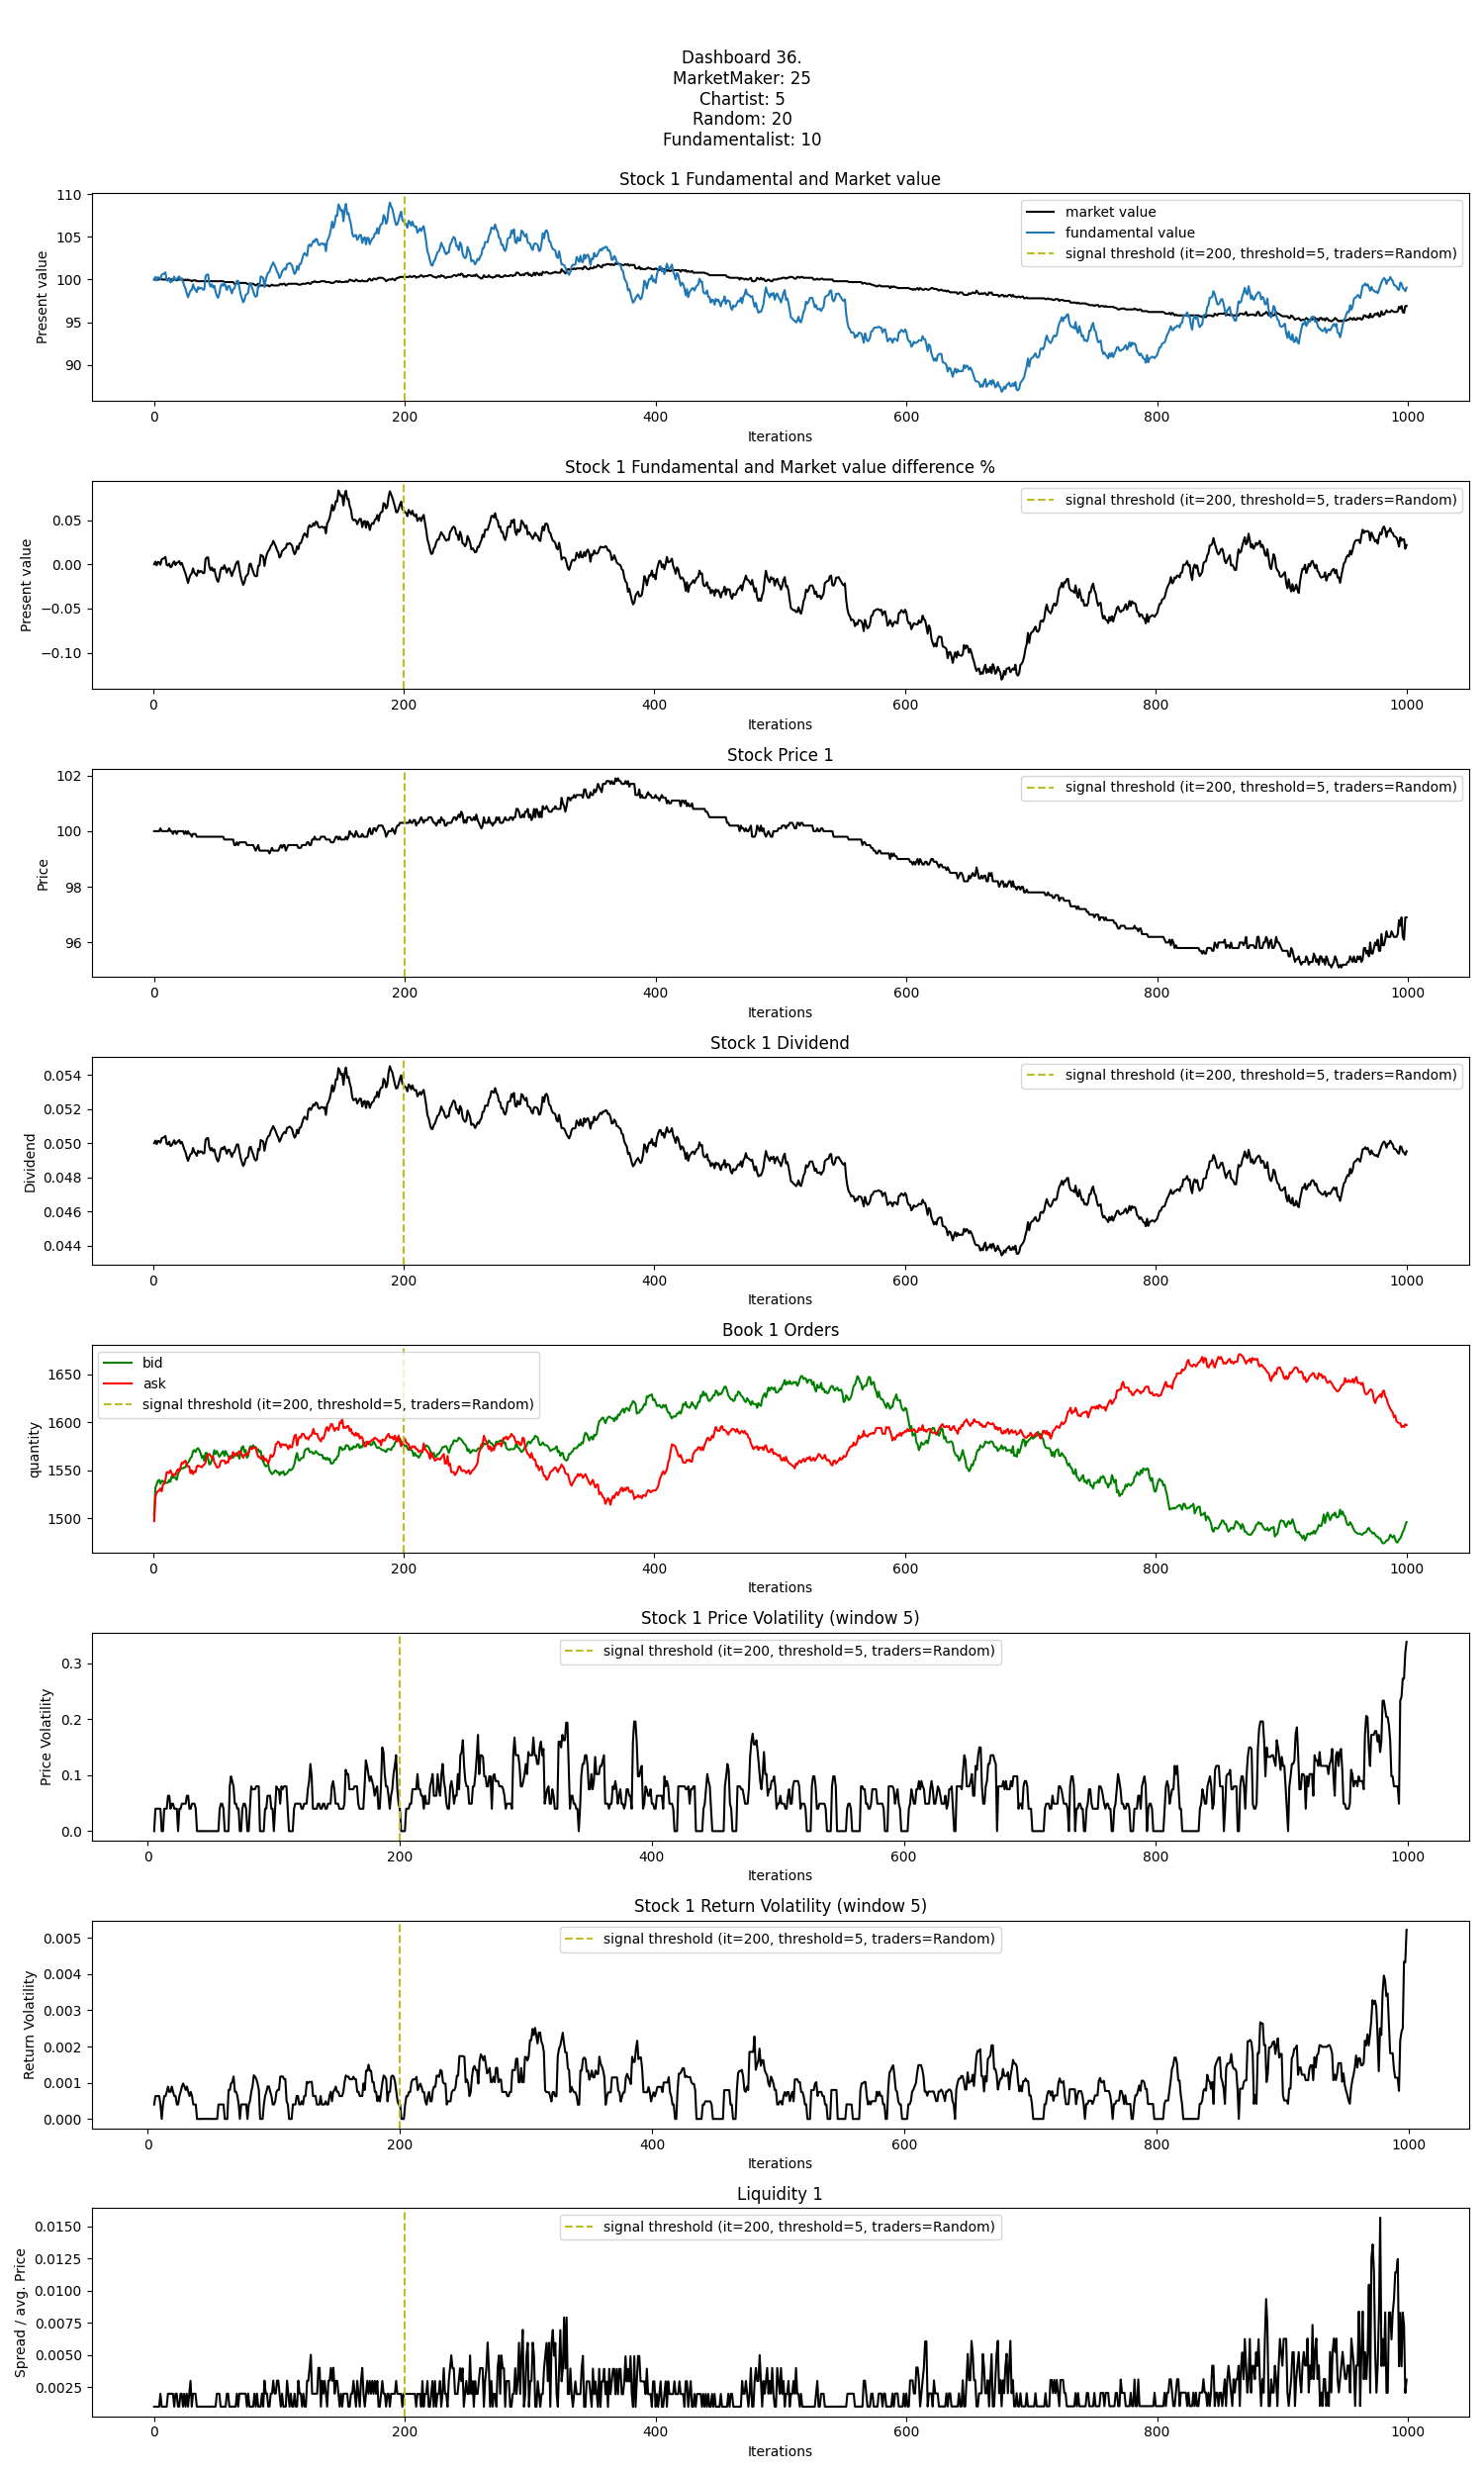 Dashboard 36.
MarketMaker: 25
Chartist: 5
Random: 20
Fundamentalist: 10
Stock 1 Fundamental and Market value
110
105
100
95
90
Present value
market value
fundamental value
signal threshold (it=200, threshold=5, traders=Random)
0 200 400 600 800 1000
Iterations
Stock 1 Fundamental and Market value difference %
0.05
0.00
−0.05
−0.10
Present value
signal threshold (it=200, threshold=5, traders=Random)
0 200 400 600 800 1000
Iterations
Stock Price 1
102
100
98
96
Price
signal threshold (it=200, threshold=5, traders=Random)
0 200 400 600 800 1000
Iterations
Stock 1 Dividend
0.054
0.052
0.050
0.048
0.046
0.044
Dividend
signal threshold (it=200, threshold=5, traders=Random)
0 200 400 600 800 1000
Iterations
Book 1 Orders
1650
1600
1550
1500
quantity
bid
ask
signal threshold (it=200, threshold=5, traders=Random)
0 200 400 600 800 1000
Iterations
Stock 1 Price Volatility (window 5)
0.3
0.2
0.1
0.0
Price Volatility
signal threshold (it=200, threshold=5, traders=Random)
0 200 400 600 800 1000
Iterations
Stock 1 Return Volatility (window 5)
0.005
0.004
0.003
0.002
0.001
0.000
Return Volatility
signal threshold (it=200, threshold=5, traders=Random)
0 200 400 600 800 1000
Iterations
Liquidity 1
0.0150
0.0125
0.0100
0.0075
0.0050
0.0025
Spread / avg. Price
signal threshold (it=200, threshold=5, traders=Random)
0 200 400 600 800 1000
Iterations